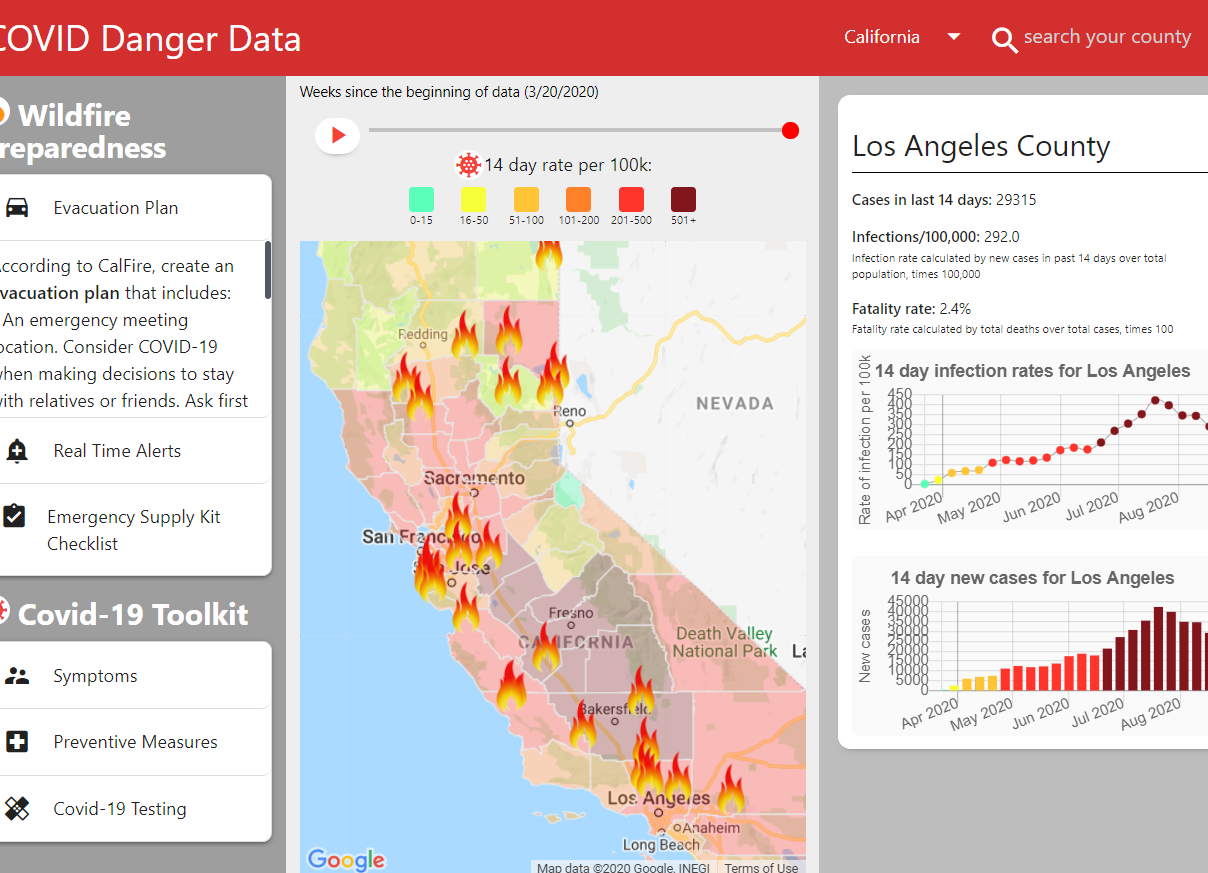 COVID Danger Data
California
search your county
Wildfire
reparedness
Evacuation Plan
According to CalFire, create an
evacuation plan that includes:
An emergency meeting
ocation. Consider COVID-19
when making decisions to stay
with relatives or friends. Ask first
Real Time Alerts
Emergency Supply Kit
Checklist
Covid-19 Toolkit
Symptoms
Preventive Measures
Covid-19 Testing
Weeks since the beginning of data (3/20/2020)
14 day rate per 100k:
0-15 16-50 51-100 101-200 201-500 501+
Redding
Reno
NEVADA
Sacramento
San Francisco
San Jose
Fresno
CALIFORNIA
Death Valley
National Park
La
Bakersfield
Los Angeles
Anaheim
Long Beach
Google
Map data ©2020 Google, INEGI Terms of Use
Los Angeles County
Cases in last 14 days: 29315
Infections/100,000: 292.0
Infection rate calculated by new cases in past 14 days over total
population, times 100,000
Fatality rate: 2.4%
Fatality rate calculated by total deaths over total cases, times 100
14 day infection rates for Los Angeles
Rate of infection per 100k
450
400
350
300
250
200
150
100
50
0
Apr 2020 May 2020 Jun 2020 Jul 2020 Aug 2020
14 day new cases for Los Angeles
New cases
45000
40000
35000
30000
25000
20000
15000
10000
5000
0
Apr 2020 May 2020 Jun 2020 Jul 2020 Aug 2020